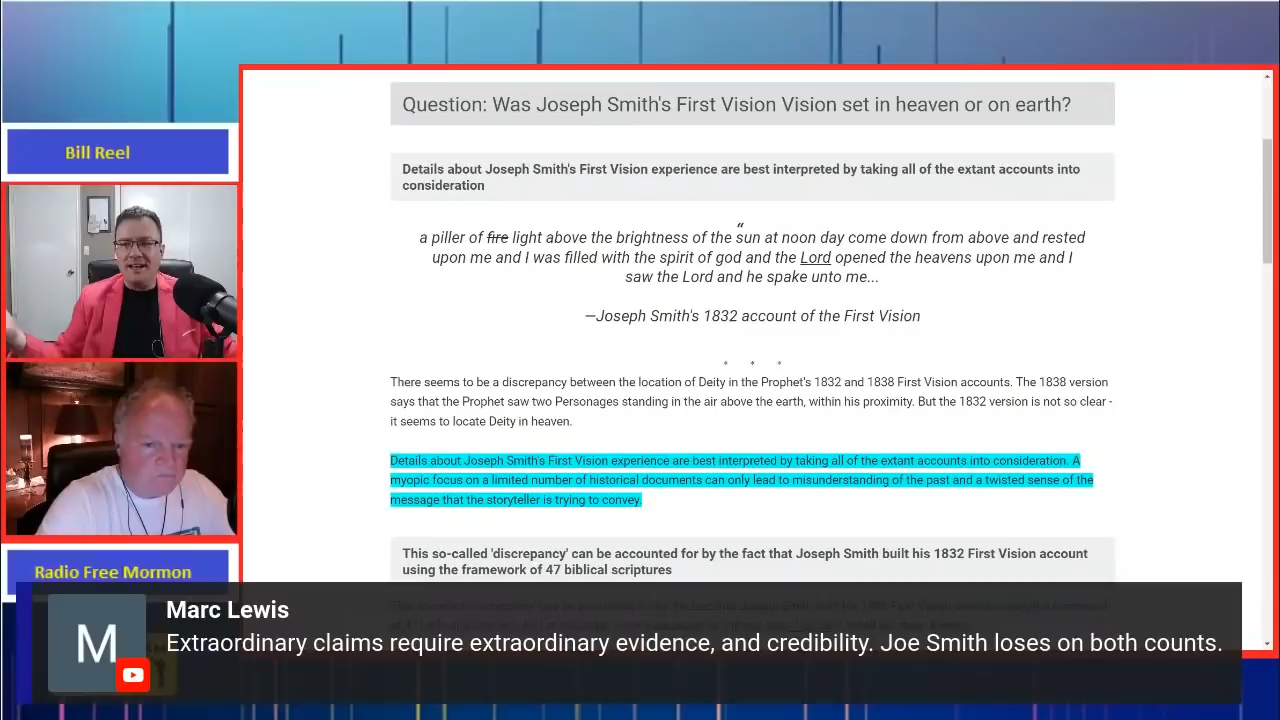 Bill Reel
Radio Free Mormon
Question: Was Joseph Smith's First Vision Vision set in heaven or on earth?
Details about Joseph Smith's First Vision experience are best interpreted by taking all of the extant accounts into
consideration
“
a piller of fire light above the brightness of the sun at noon day come down from above and rested
upon me and I was filled with the spirit of god and the Lord opened the heavens upon me and I
saw the Lord and he spake unto me...
—Joseph Smith's 1832 account of the First Vision
* * *
There seems to be a discrepancy between the location of Deity in the Prophet's 1832 and 1838 First Vision accounts. The 1838 version
says that the Prophet saw two Personages standing in the air above the earth, within his proximity. But the 1832 version is not so clear -
it seems to locate Deity in heaven.
Details about Joseph Smith's First Vision experience are best interpreted by taking all of the extant accounts into consideration. A
myopic focus on a limited number of historical documents can only lead to misunderstanding of the past and a twisted sense of the
message that the storyteller is trying to convey.
This so-called 'discrepancy' can be accounted for by the fact that Joseph Smith built his 1832 First Vision account
using the framework of 47 biblical scriptures
M
Marc Lewis
Extraordinary claims require extraordinary evidence, and credibility. Joe Smith loses on both counts.